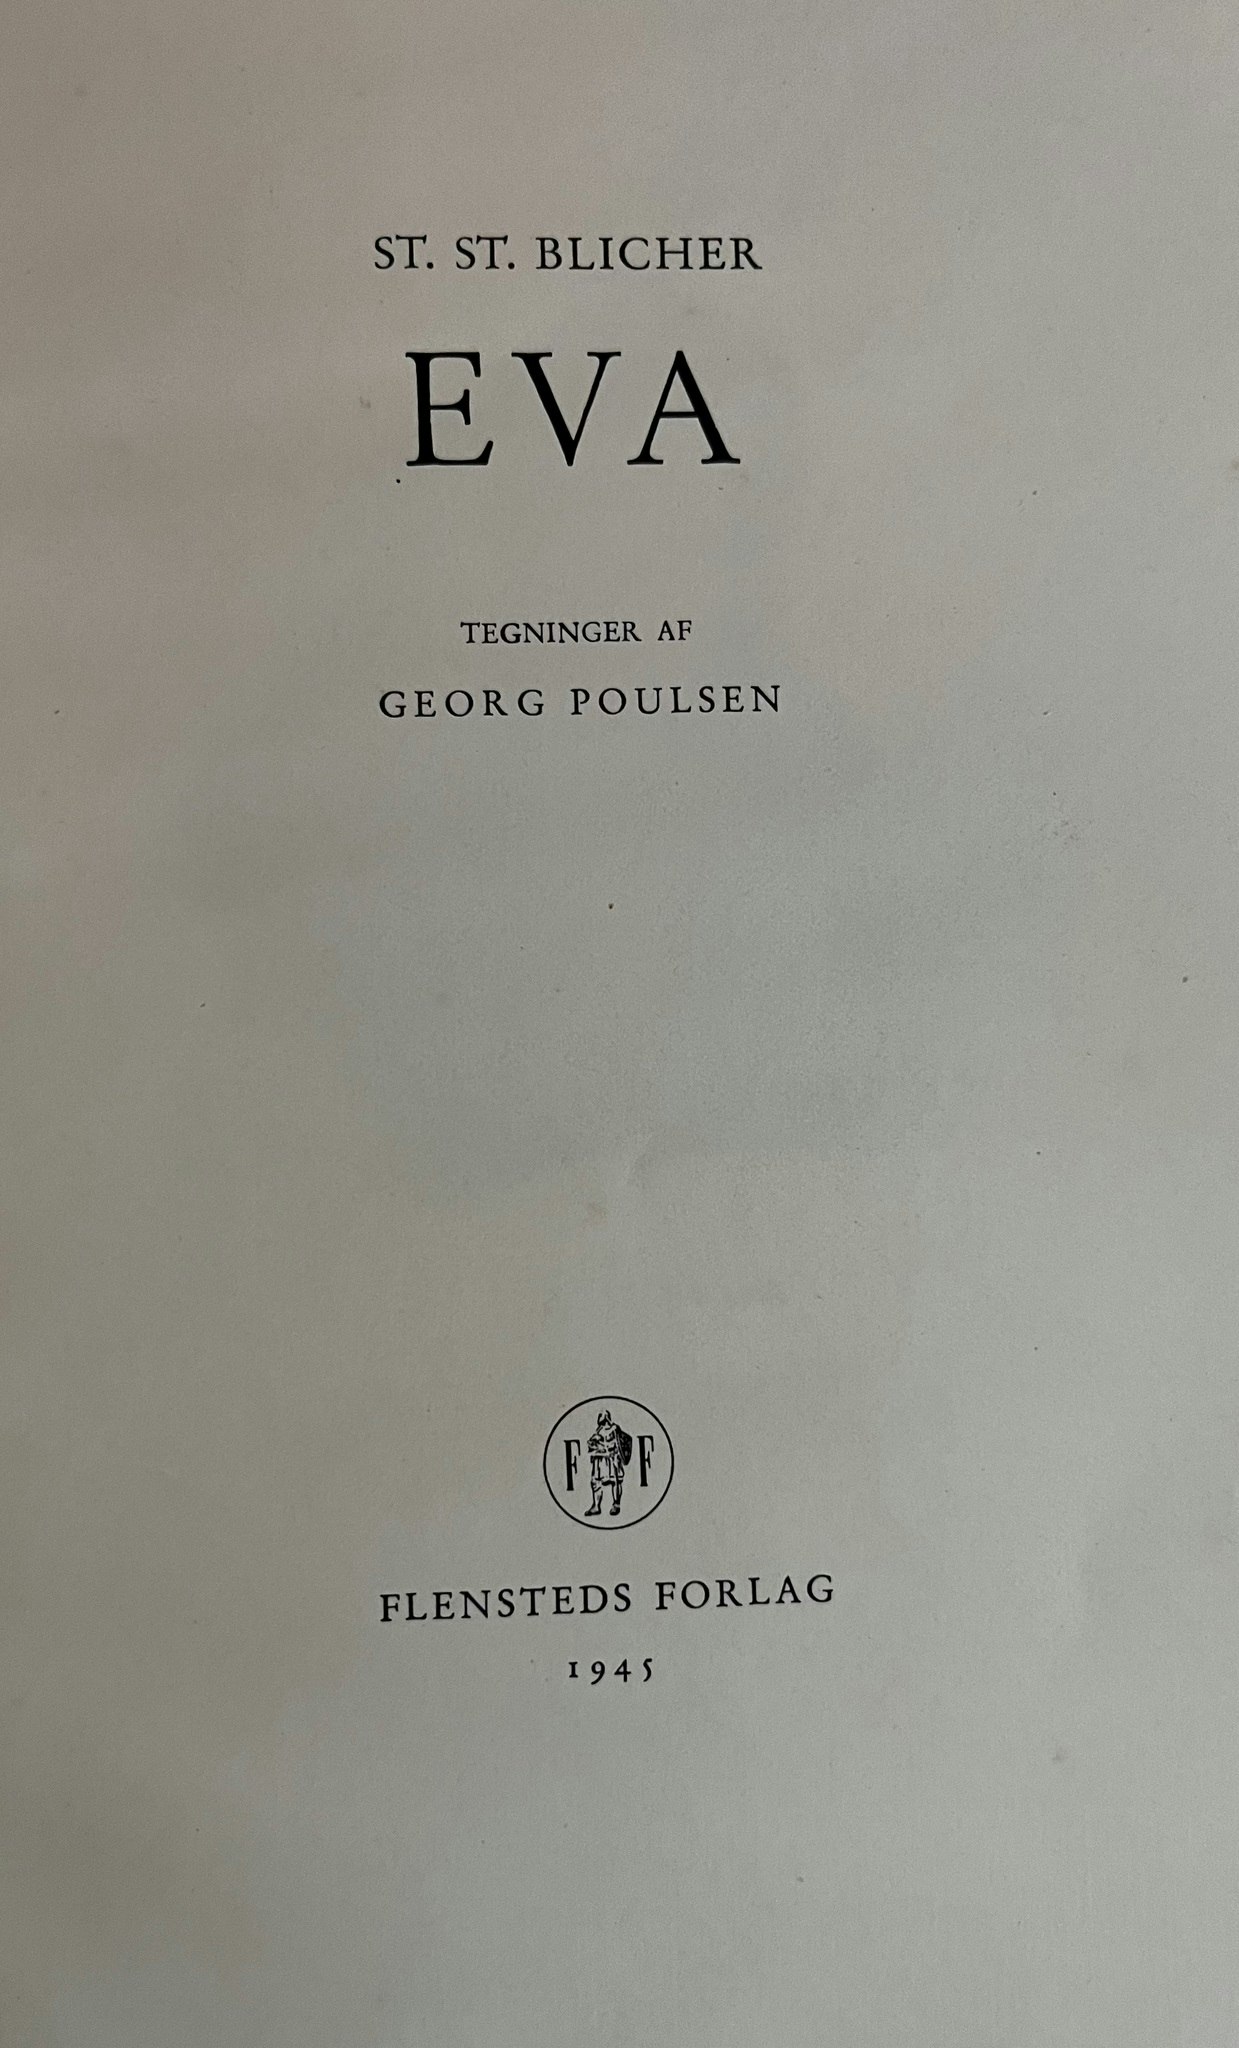 ST. ST. BLICHER
EVA
TEGNINGER AF
GEORG POULSEN
F F
FLENSTEDS FORLAG
1945